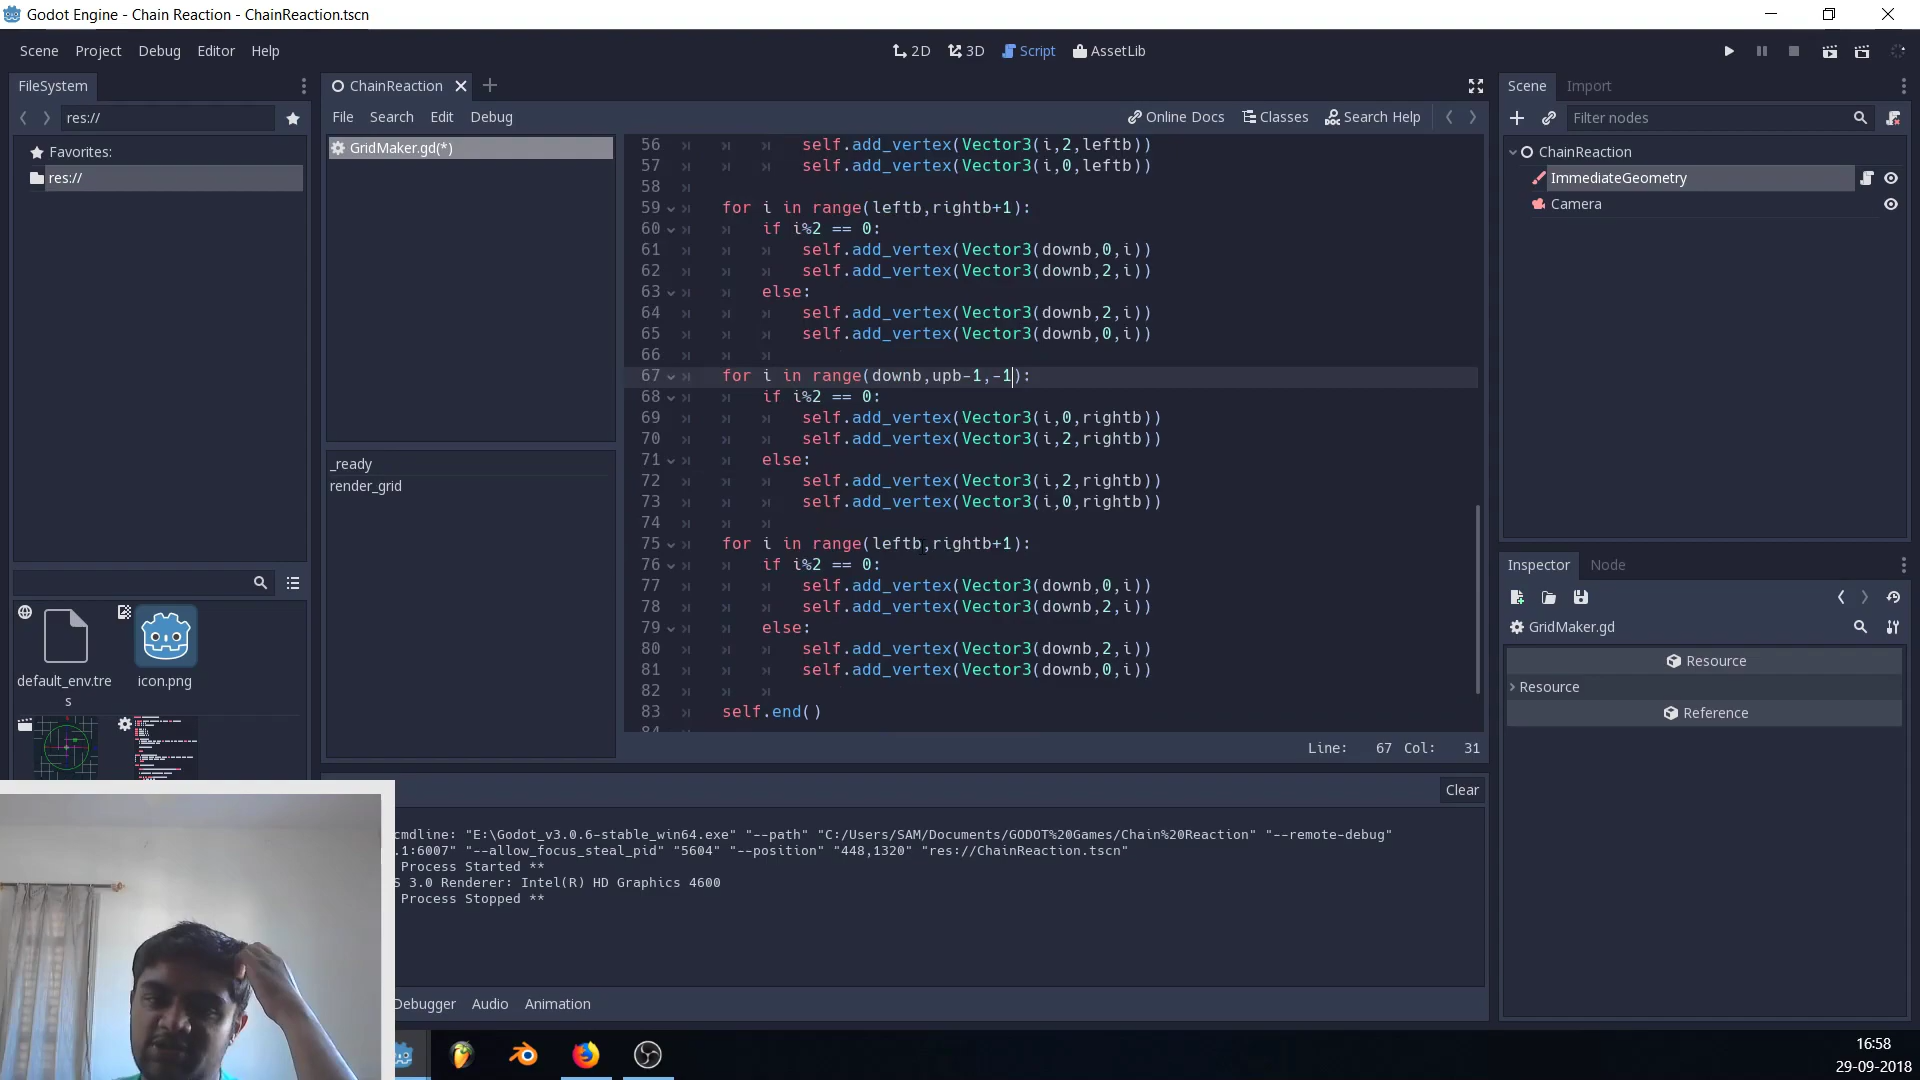 Godot Engine - Chain Reaction - ChainReaction.tscn
Scene Project Debug Editor Help
2D 3D Script AssetLib
FileSystem
res://
Favorites:
res://
default_env.tre
s
icon.png
ChainReaction
File Search Edit Debug
Online Docs Classes Search Help
GridMaker.gd(*)
_ready
render_grid
56 self.add_vertex(Vector3(i,2,leftb))
57 self.add_vertex(Vector3(i,0,leftb))
58
59 for i in range(leftb,rightb+1):
60 if i%2 == 0:
61 self.add_vertex(Vector3(downb,0,i))
62 self.add_vertex(Vector3(downb,2,i))
63 else:
64 self.add_vertex(Vector3(downb,2,i))
65 self.add_vertex(Vector3(downb,0,i))
66
67 for i in range(downb,upb-1,-1):
68 if i%2 == 0:
69 self.add_vertex(Vector3(i,0,rightb))
70 self.add_vertex(Vector3(i,2,rightb))
71 else:
72 self.add_vertex(Vector3(i,2,rightb))
73 self.add_vertex(Vector3(i,0,rightb))
74
75 for i in range(leftb,rightb+1):
76 if i%2 == 0:
77 self.add_vertex(Vector3(downb,0,i))
78 self.add_vertex(Vector3(downb,2,i))
79 else:
80 self.add_vertex(Vector3(downb,2,i))
81 self.add_vertex(Vector3(downb,0,i))
82
83 self.end()
Line: 67 Col: 31
Clear
cmdline: "E:\Godot_v3.0.6-stable_win64.exe" "--path" "C:/Users/SAM/Documents/GODOT%20Games/Chain%20Reaction" "--remote-debug"
.1:6007" "--allow_focus_steal_pid" "5604" "--position" "448,1320" "res://ChainReaction.tscn"
Process Started **
S 3.0 Renderer: Intel(R) HD Graphics 4600
Process Stopped **
Debugger Audio Animation
Scene Import
Filter nodes
ChainReaction
ImmediateGeometry
Camera
Inspector Node
GridMaker.gd
Resource
Resource
Reference
16:58
29-09-2018